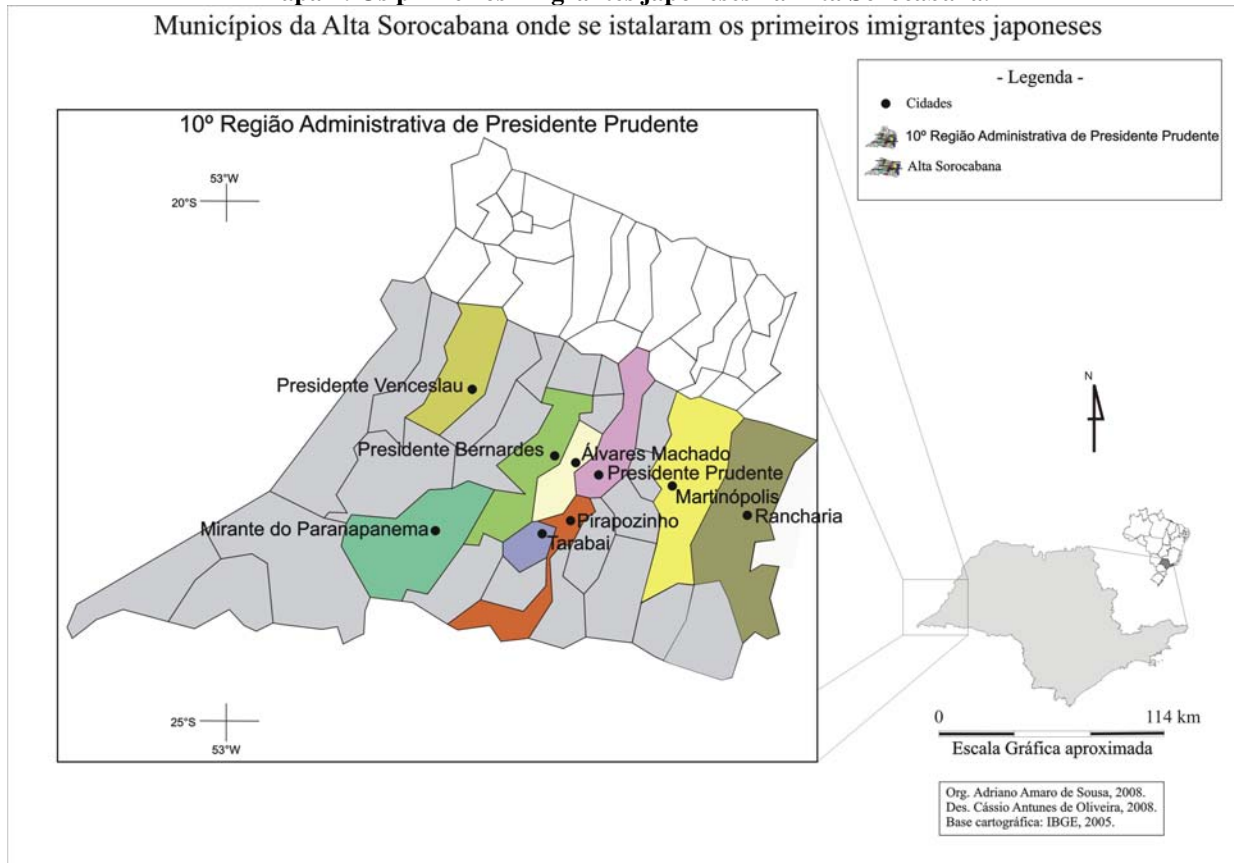 Municípios da Alta Sorocabana onde se istalaram os primeiros imigrantes japoneses
- Legenda -
Cidades
10º Região Administrativa de Presidente Prudente
Alta Sorocabana
10º Região Administrativa de Presidente Prudente
53°W
20°S
Presidente Venceslau
Presidente Bernardes
Álvares Machado
Presidente Prudente
Martinópolis
Mirante do Paranapanema
Pirapozinho
Rancharia
Tarabai
25°S
53°W
N
0 114 km
Escala Gráfica aproximada
Org. Adriano Amaro de Sousa, 2008.
Des. Cássio Antunes de Oliveira, 2008.
Base cartográfica: IBGE, 2005.